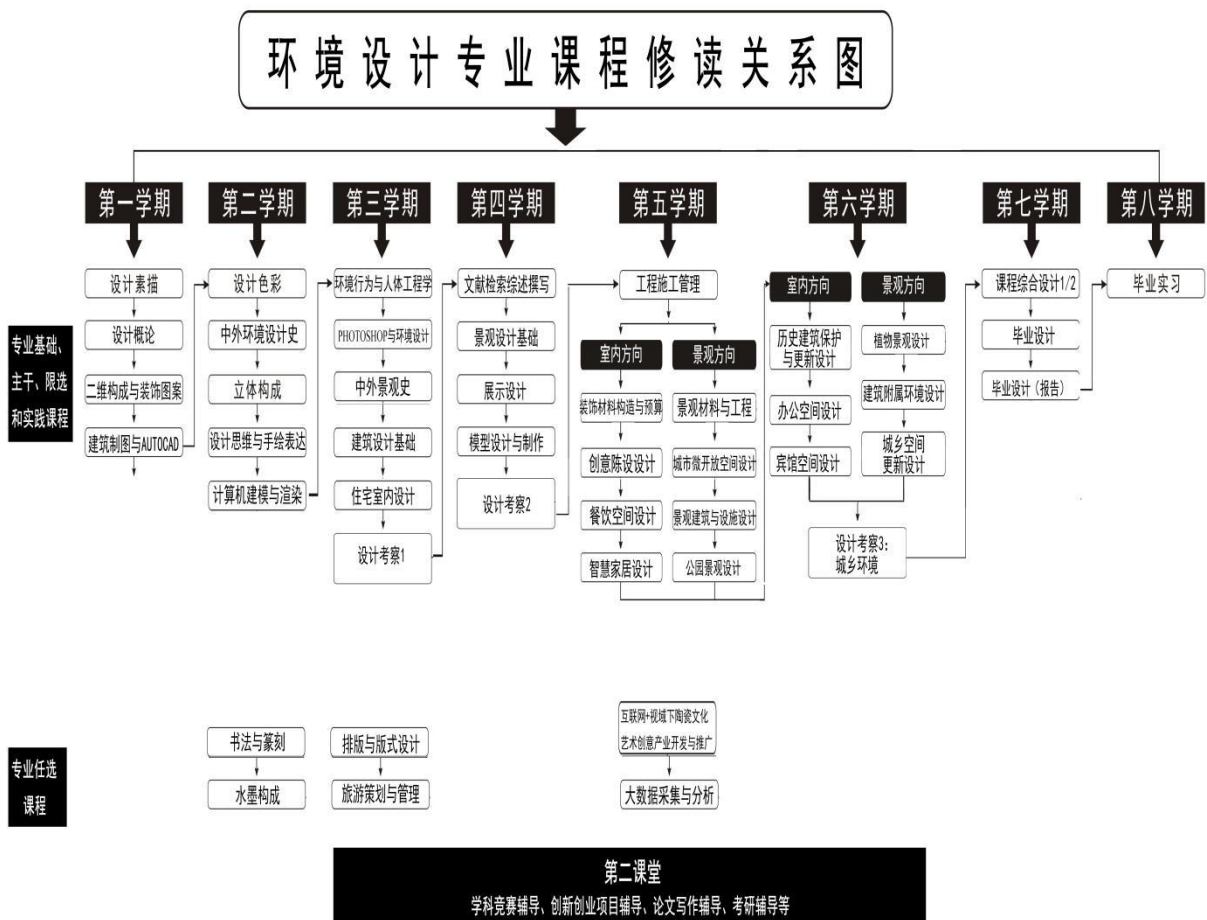 环境设计专业课程修读关系图
第一学期
第二学期
第三学期
第四学期
第五学期
第六学期
第七学期
第八学期
专业基础、
主干、限选
和实践课程
设计素描
设计概论
二维构成与装饰图案
建筑制图与AUTOCAD
设计色彩
中外环境设计史
立体构成
设计思维与手绘表达
计算机建模与渲染
环境行为与人体工程学
PHOTOSHOP与环境设计
中外景观史
建筑设计基础
住宅室内设计
设计考察1
文献检索综述撰写
景观设计基础
展示设计
模型设计与制作
设计考察2
工程施工管理
室内方向
装饰材料构造与预算
创意陈设设计
餐饮空间设计
智慧家居设计
景观方向
景观材料与工程
城市微开放空间设计
景观建筑与设施设计
公园景观设计
室内方向
历史建筑保护
与更新设计
办公空间设计
宾馆空间设计
景观方向
植物景观设计
建筑附属环境设计
城乡空间
更新设计
设计考察3:
城乡环境
课程综合设计1/2
毕业设计
毕业设计（报告）
毕业实习
专业任选
课程
书法与篆刻
水墨构成
排版与版式设计
旅游策划与管理
互联网+视域下陶瓷文化
艺术创意产业开发与推广
大数据采集与分析
第二课堂
学科竞赛辅导、创新创业项目辅导、论文写作辅导、考研辅导等